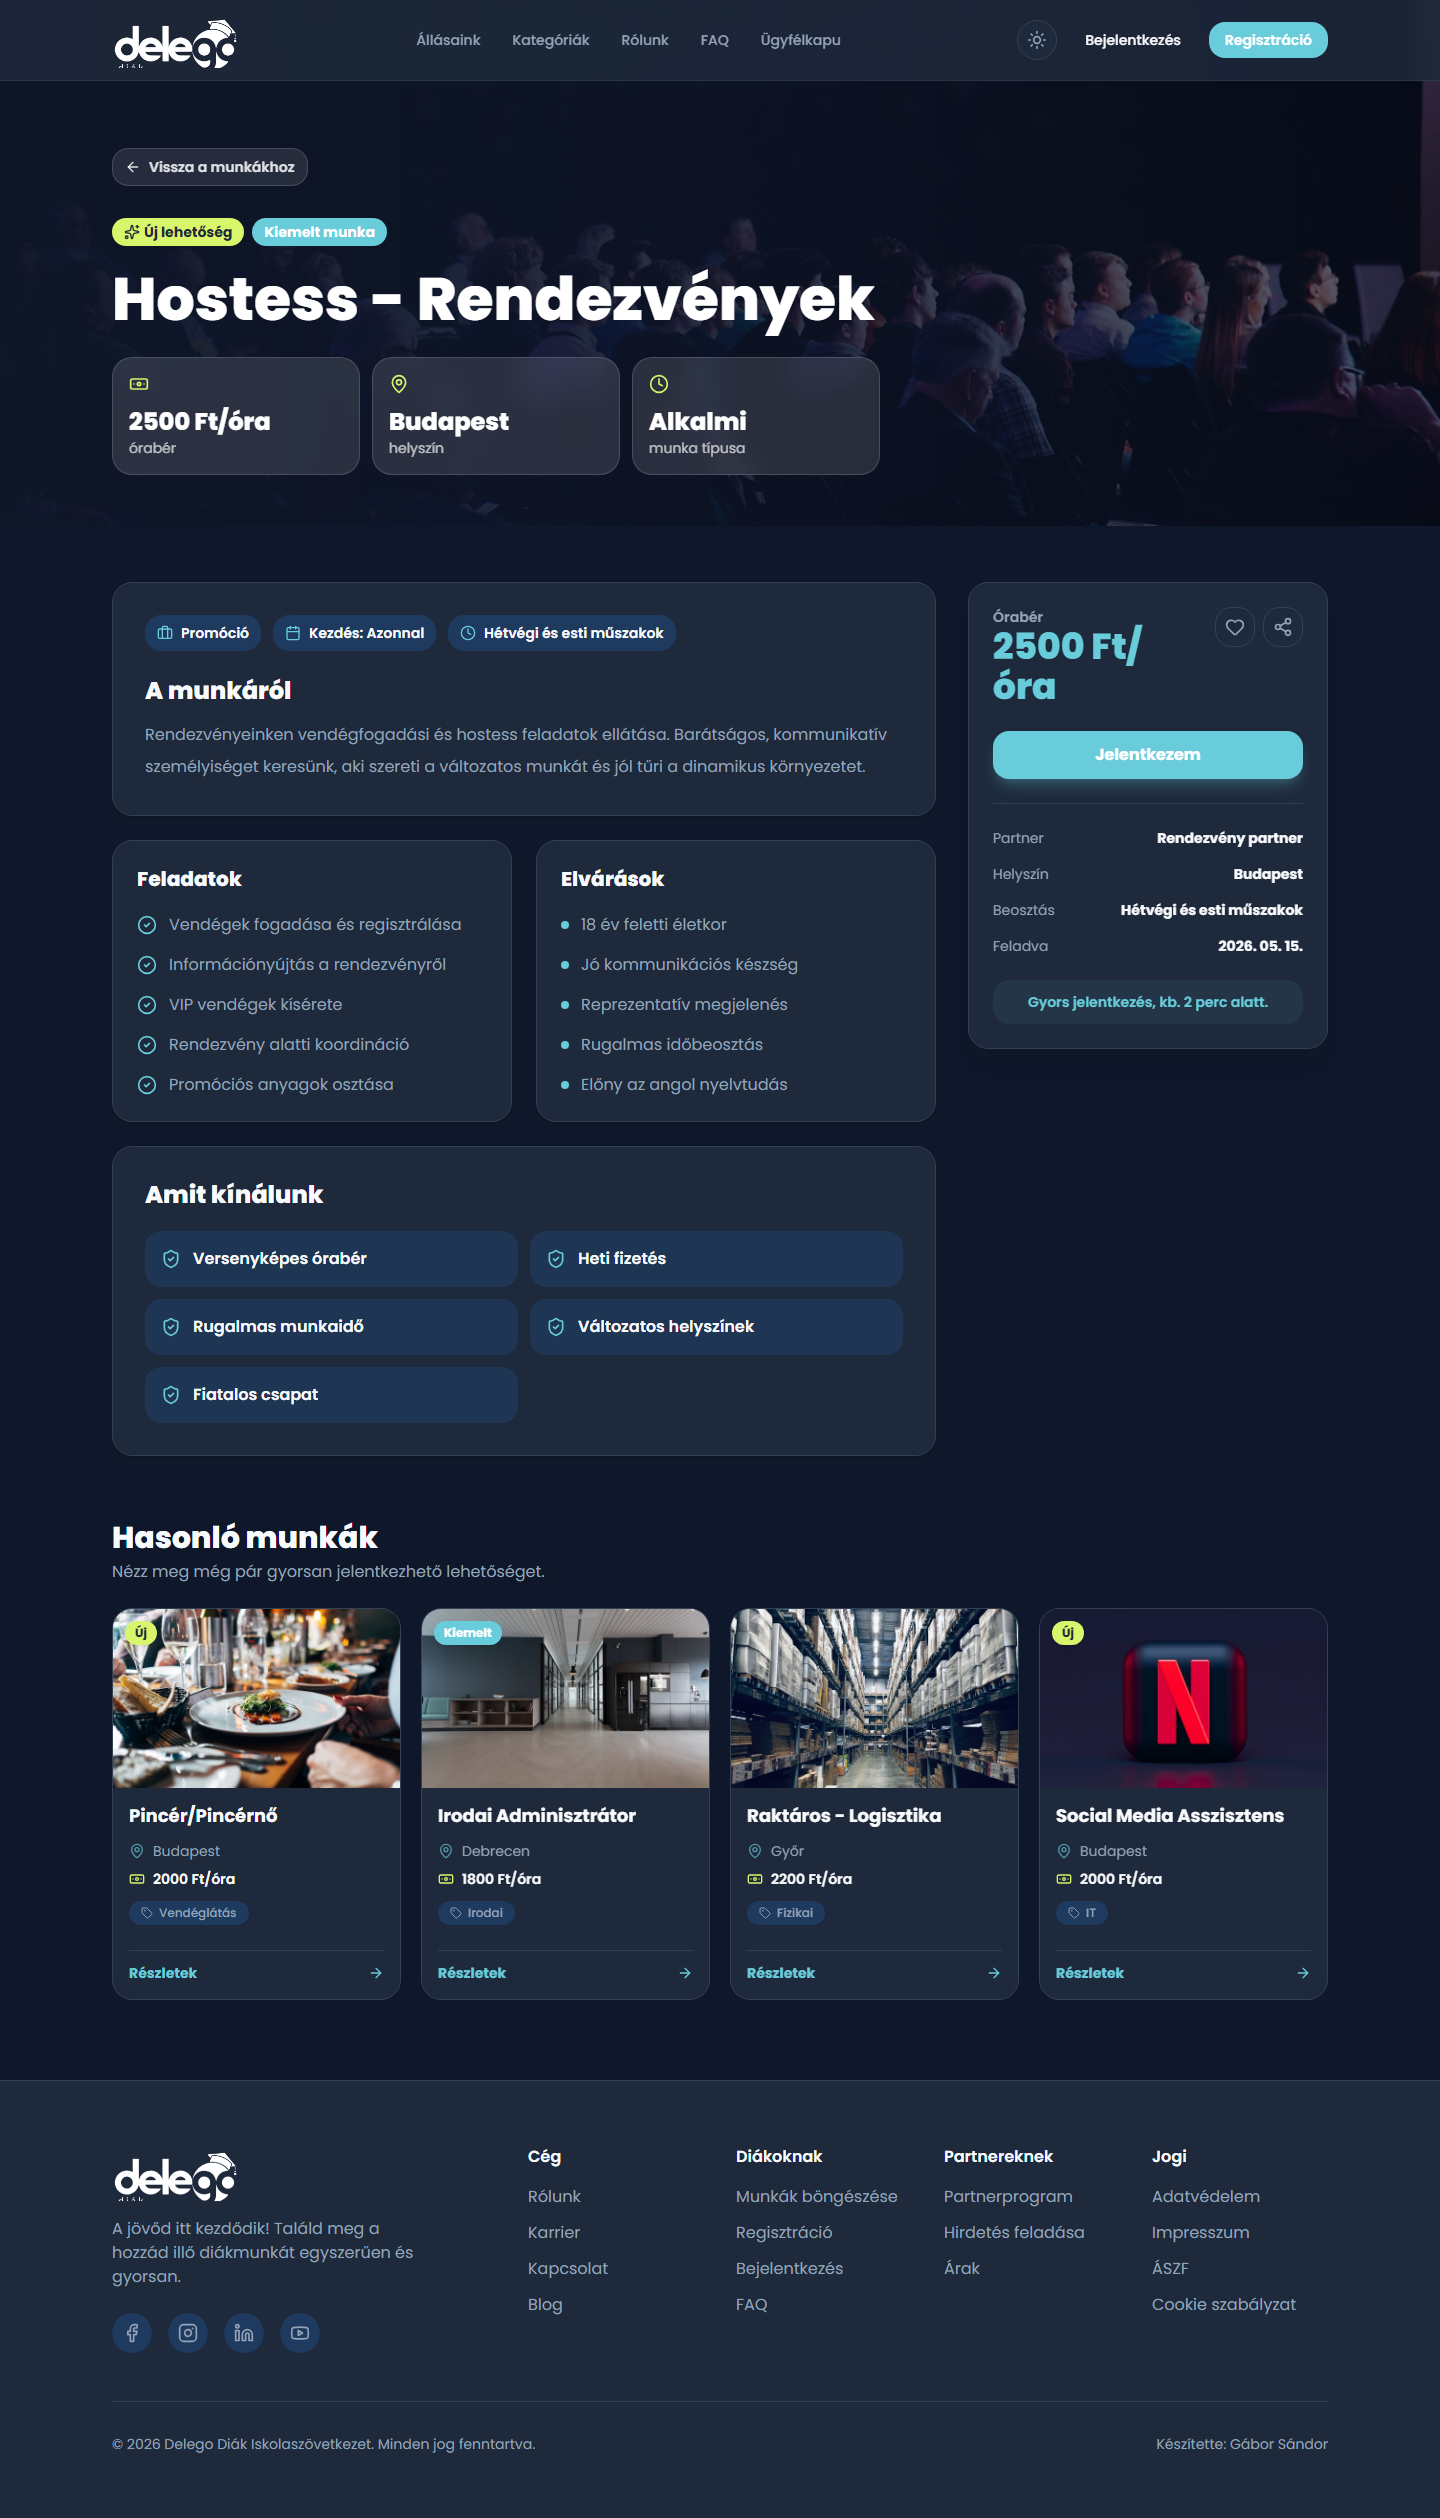 delego
diák
Állásaink
Kategóriák
Rólunk
FAQ
Ügyfélkapu
Bejelentkezés
Regisztráció
Vissza a munkákhoz
Új lehetőség
Kiemelt munka
Hostess - Rendezvények
2500 Ft/óra
órabér
Budapest
helyszín
Alkalmi
munka típusa
Promóció
Kezdés: Azonnal
Hétvégi és esti műszakok
A munkáról
Rendezvényeinken vendégfogadási és hostess feladatok ellátása. Barátságos, kommunikatív
személyiséget keresünk, aki szereti a változatos munkát és jól tűri a dinamikus környezetet.
Órabér
2500 Ft/
óra
Jelentkezem
Partner
Rendezvény partner
Helyszín
Budapest
Beosztás
Hétvégi és esti műszakok
Feladva
2026. 05. 15.
Gyors jelentkezés, kb. 2 perc alatt.
Feladatok
Vendégek fogadása és regisztrálása
Információnyújtás a rendezvényről
VIP vendégek kísérete
Rendezvény alatti koordináció
Promóciós anyagok osztása
Elvárások
18 év feletti életkor
Jó kommunikációs készség
Reprezentatív megjelenés
Rugalmas időbeosztás
Előny az angol nyelvtudás
Amit kínálunk
Versenyképes órabér
Heti fizetés
Rugalmas munkaidő
Változatos helyszínek
Fiatalos csapat
Hasonló munkák
Nézz meg még pár gyorsan jelentkezhető lehetőséget.
Új
Pincér/Pincérnő
Budapest
2000 Ft/óra
Vendéglátás
Részletek
Kiemelt
Irodai Adminisztrátor
Debrecen
1800 Ft/óra
Irodai
Részletek
Raktáros - Logisztika
Győr
2200 Ft/óra
Fizikai
Részletek
Új
N
Social Media Asszisztens
Budapest
2000 Ft/óra
IT
Részletek
delego
diák
A jövőd itt kezdődik! Találd meg a
hozzád illő diákmunkát egyszerűen és
gyorsan.
Cég
Rólunk
Karrier
Kapcsolat
Blog
Diákoknak
Munkák böngészése
Regisztráció
Bejelentkezés
FAQ
Partnereknek
Partnerprogram
Hirdetés feladása
Árak
Jogi
Adatvédelem
Impresszum
ÁSZF
Cookie szabályzat
© 2026 Delego Diák Iskolaszövetkezet. Minden jog fenntartva.
Készítette: Gábor Sándor